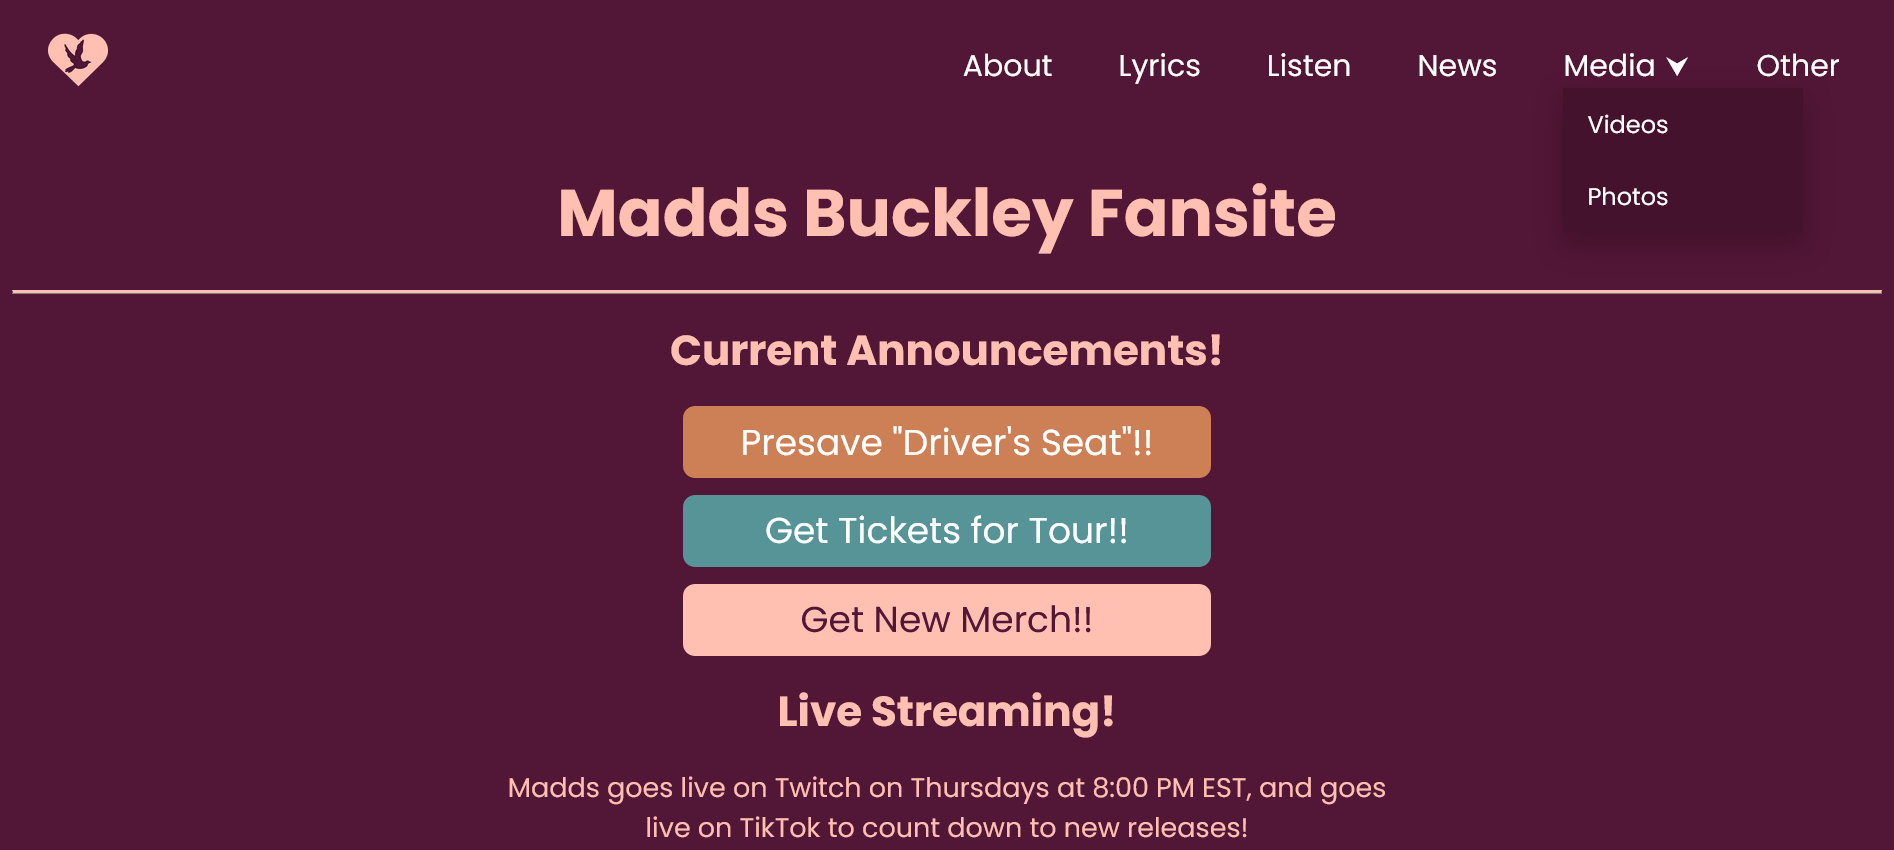 About Lyrics Listen News Media Other
Videos
Photos
Madds Buckley Fansite
Current Announcements!
Presave "Driver's Seat"!!
Get Tickets for Tour!!
Get New Merch!!
Live Streaming!
Madds goes live on Twitch on Thursdays at 8:00 PM EST, and goes
live on TikTok to count down to new releases!